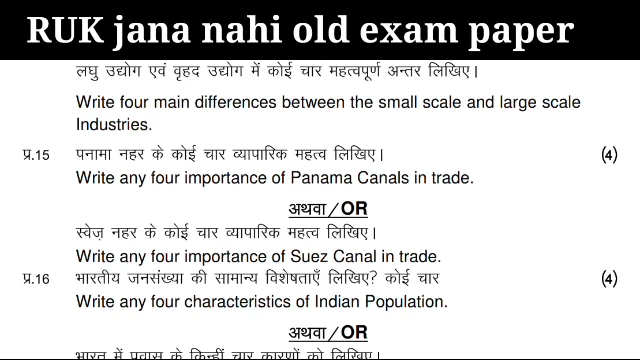 RUK jana nahi old exam paper
लघु उद्योग एवं वृहद उद्योग में कोई चार महत्वपूर्ण अन्तर लिखिए।
Write four main differences between the small scale and large scale
Industries.
प्र.15 पनामा नहर के कोई चार व्यापारिक महत्व लिखिए। (4)
Write any four importance of Panama Canals in trade.
अथवा/OR
स्वेज़ नहर के कोई चार व्यापारिक महत्व लिखिए।
Write any four importance of Suez Canal in trade.
प्र.16 भारतीय जनसंख्या की सामान्य विशेषताएँ लिखिए? कोई चार (4)
Write any four characteristics of Indian Population.
अथवा/OR
भारत में प्रवास के किन्हीं चार कारणों को लिखिए।